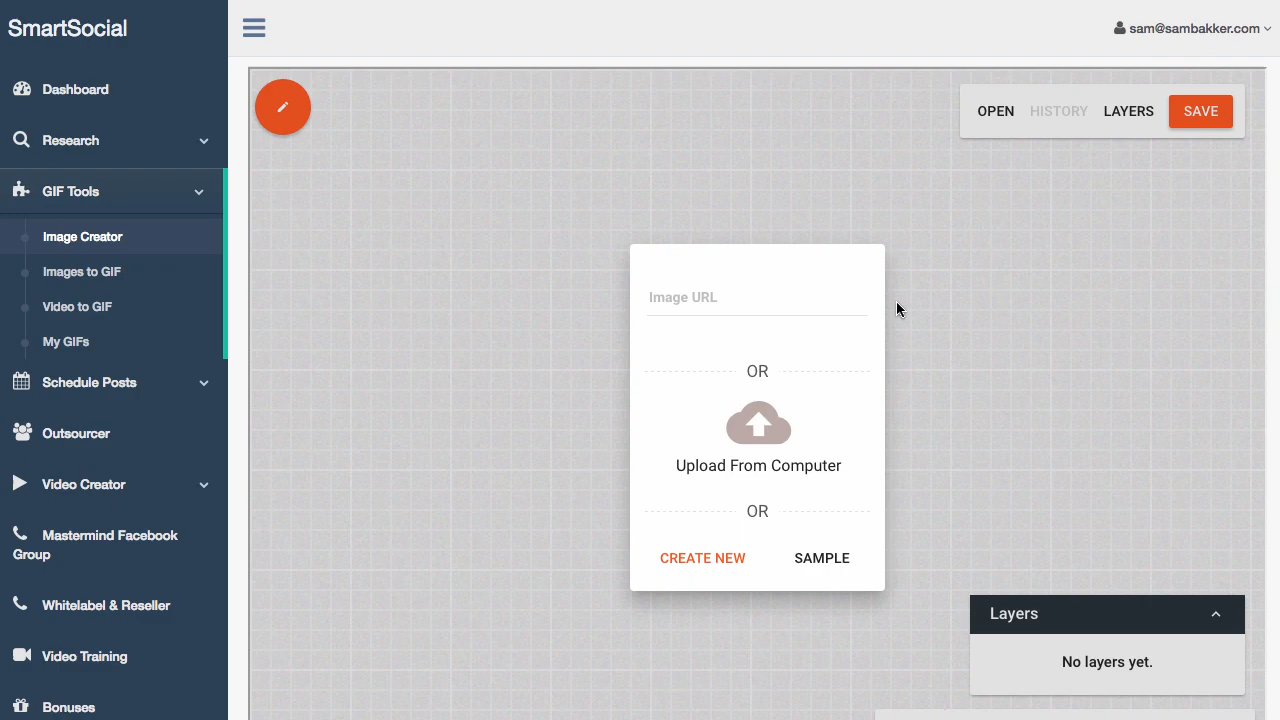 SmartSocial
sam@sambakker.com
Dashboard
Research
GIF Tools
Image Creator
Images to GIF
Video to GIF
My GIFs
Schedule Posts
Outsourcer
Video Creator
Mastermind Facebook
Group
Whitelabel & Reseller
Video Training
Bonuses
OPEN HISTORY LAYERS SAVE
Image URL
OR
Upload From Computer
OR
CREATE NEW SAMPLE
Layers
No layers yet.